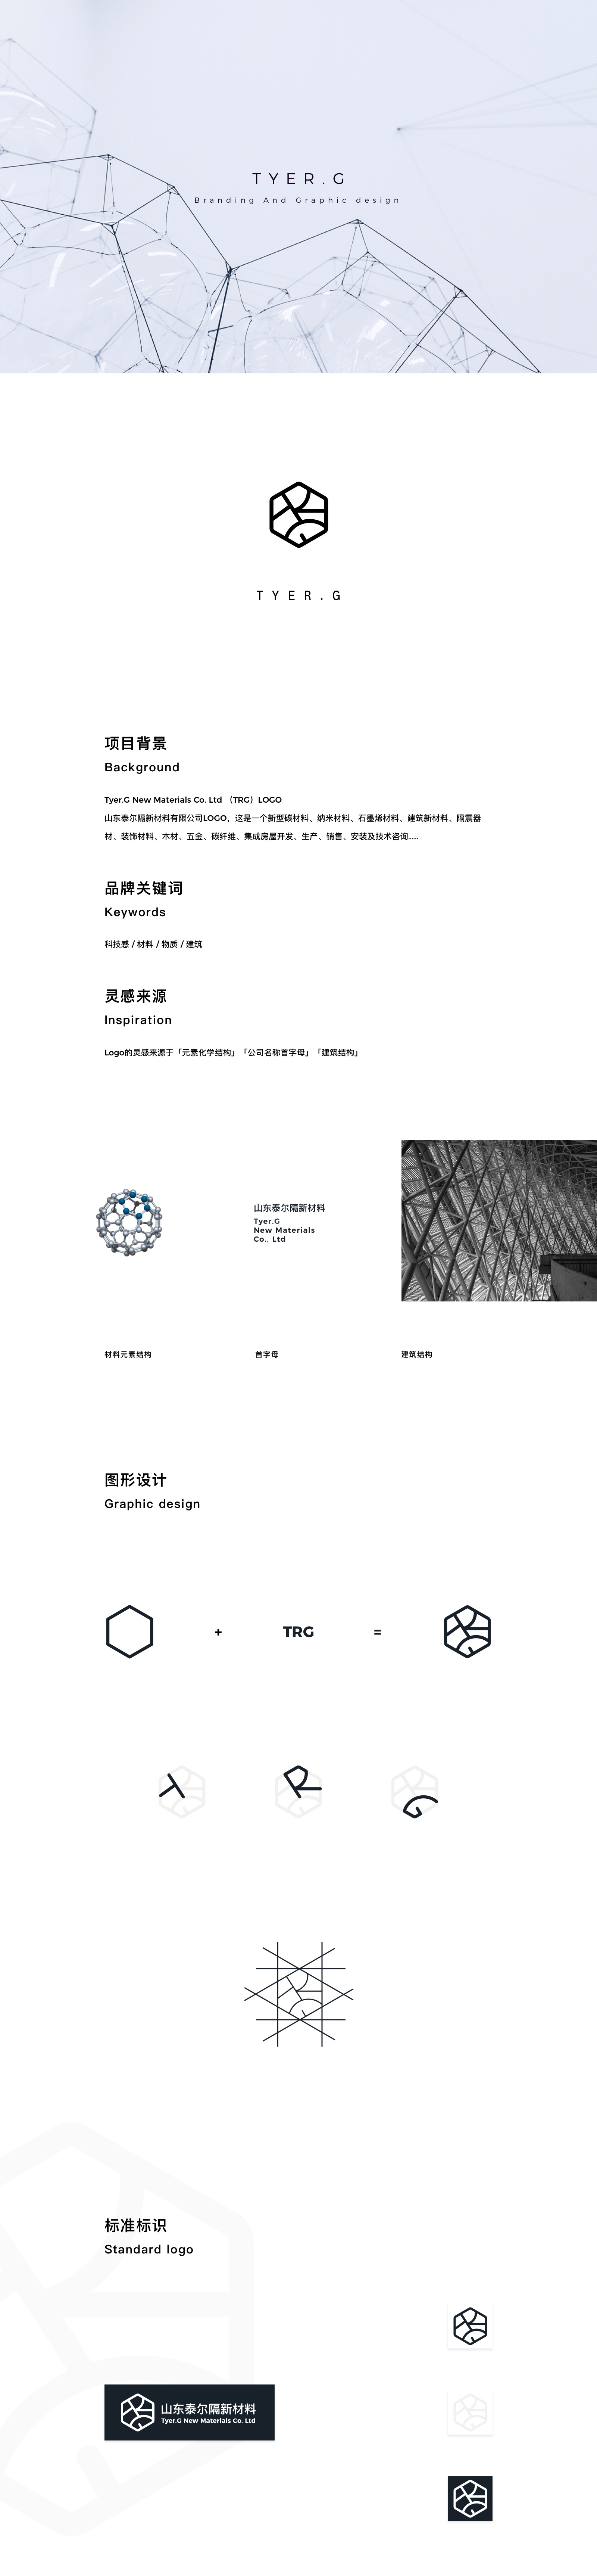 TYER.G
Branding And Graphic design
TYER.G
项目背景
Background
Tyer.G New Materials Co. Ltd （TRG）LOGO
山东泰尔隔新材料有限公司LOGO，这是一个新型碳材料、纳米材料、石墨烯材料、建筑新材料、隔震器
材、装饰材料、木材、五金、碳纤维、集成房屋开发、生产、销售、安装及技术咨询......
品牌关键词
Keywords
科技感 / 材料 / 物质 / 建筑
灵感来源
Inspiration
Logo的灵感来源于「元素化学结构」「公司名称首字母」「建筑结构」
山东泰尔隔新材料
Tyer.G
New Materials
Co., Ltd
材料元素结构
首字母
建筑结构
图形设计
Graphic design
+ TRG =
标准标识
Standard logo
山东泰尔隔新材料
Tyer.G New Materials Co. Ltd